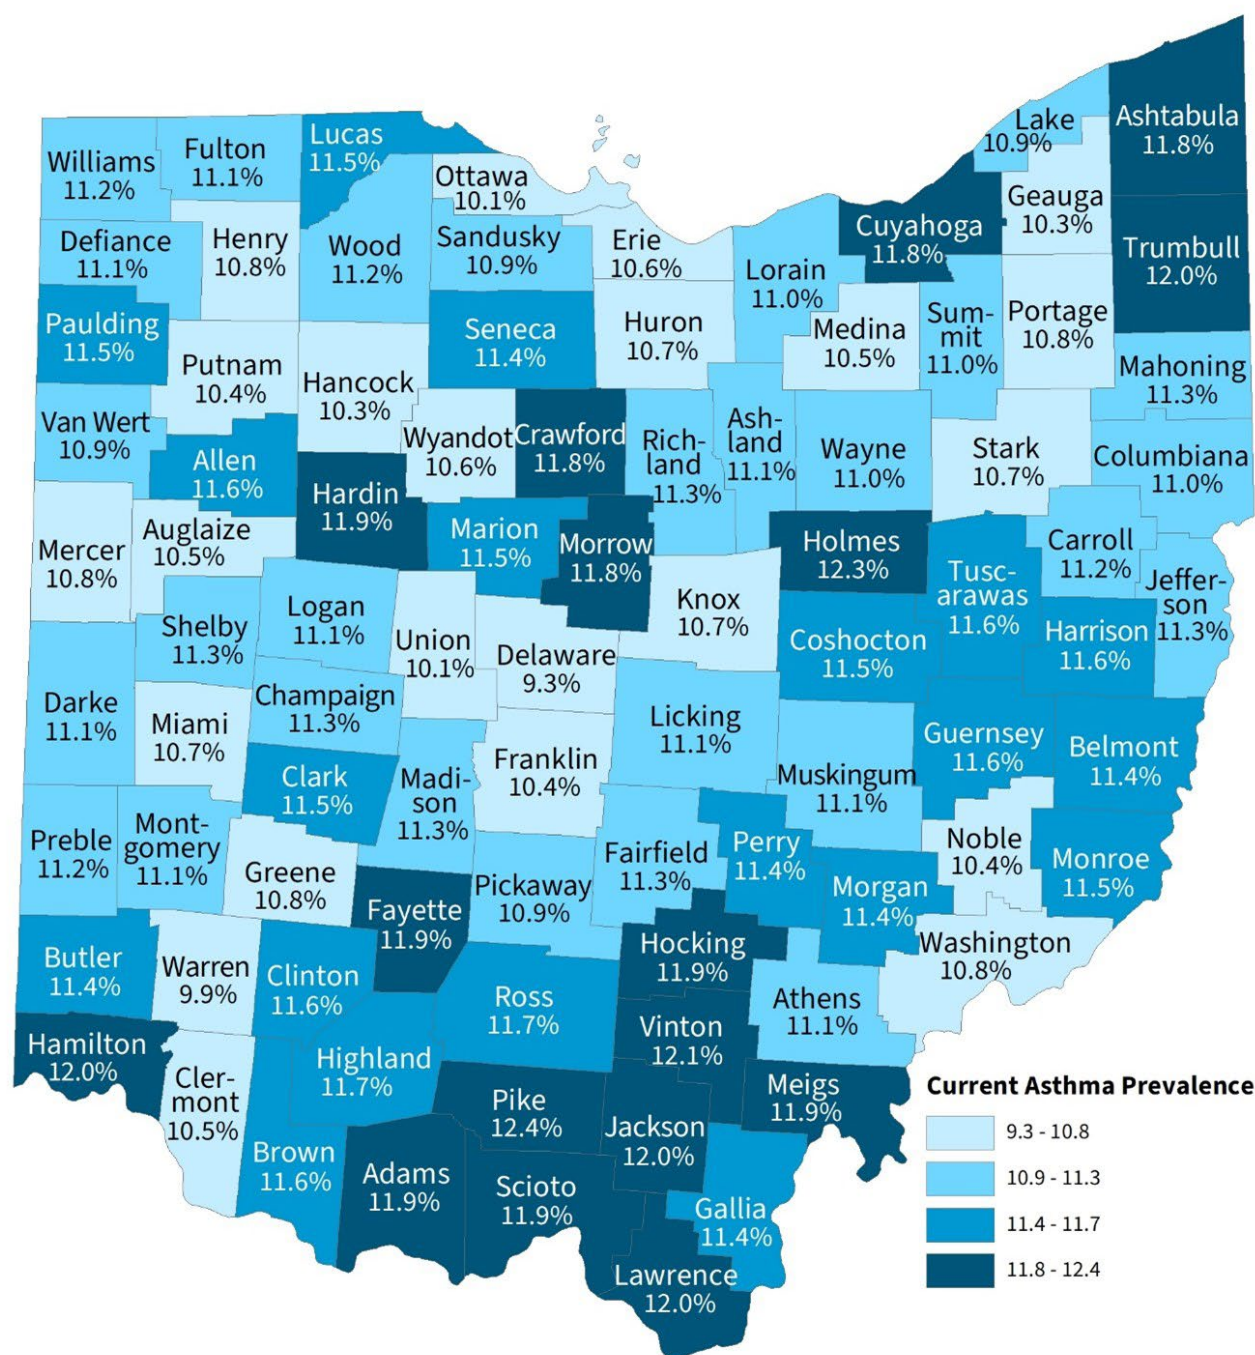 Williams
11.2%
Fulton
11.1%
Lucas
11.5%
Ottawa
10.1%
Lake
10.9%
Ashtabula
11.8%
Geauga
10.3%
Cuyahoga
11.8%
Defiance
11.1%
Henry
10.8%
Wood
11.2%
Sandusky
10.9%
Erie
10.6%
Lorain
11.0%
Trumbull
12.0%
Paulding
11.5%
Putnam
10.4%
Hancock
10.3%
Seneca
11.4%
Huron
10.7%
Medina
10.5%
Sum-
mit
11.0%
Portage
10.8%
Mahoning
11.3%
Van Wert
10.9%
Allen
11.6%
Wyandot
10.6%
Crawford
11.8%
Rich-
land
11.3%
Ash-
land
11.1%
Wayne
11.0%
Stark
10.7%
Columbiana
11.0%
Hardin
11.9%
Mercer
10.8%
Auglaize
10.5%
Marion
11.5%
Morrow
11.8%
Holmes
12.3%
Tusc-
arawas
11.6%
Carroll
11.2%
Jeffer-
son
11.3%
Shelby
11.3%
Logan
11.1%
Union
10.1%
Delaware
9.3%
Knox
10.7%
Coshocton
11.5%
Harrison
11.6%
Darke
11.1%
Miami
10.7%
Champaign
11.3%
Licking
11.1%
Guernsey
11.6%
Belmont
11.4%
Clark
11.5%
Madi-
son
11.3%
Franklin
10.4%
Muskingum
11.1%
Preble
11.2%
Mont-
gomery
11.1%
Greene
10.8%
Fairfield
11.3%
Perry
11.4%
Noble
10.4%
Monroe
11.5%
Fayette
11.9%
Pickaway
10.9%
Morgan
11.4%
Butler
11.4%
Warren
9.9%
Clinton
11.6%
Hocking
11.9%
Washington
10.8%
Ross
11.7%
Athens
11.1%
Hamilton
12.0%
Cler-
mont
10.5%
Highland
11.7%
Vinton
12.1%
Pike
12.4%
Jackson
12.0%
Meigs
11.9%
Brown
11.6%
Adams
11.9%
Scioto
11.9%
Gallia
11.4%
Lawrence
12.0%
Current Asthma Prevalence
9.3 - 10.8
10.9 - 11.3
11.4 - 11.7
11.8 - 12.4